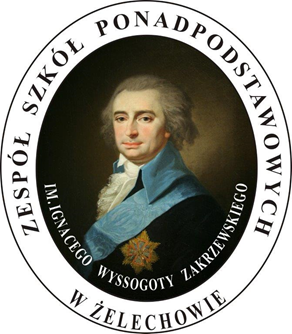 ZESPÓŁ SZKÓŁ PONADPODSTAWOWYCH
IM.IGNACEGO WYSSOGOTY ZAKRZEWSKIEGO
W ŻELECHOWIE